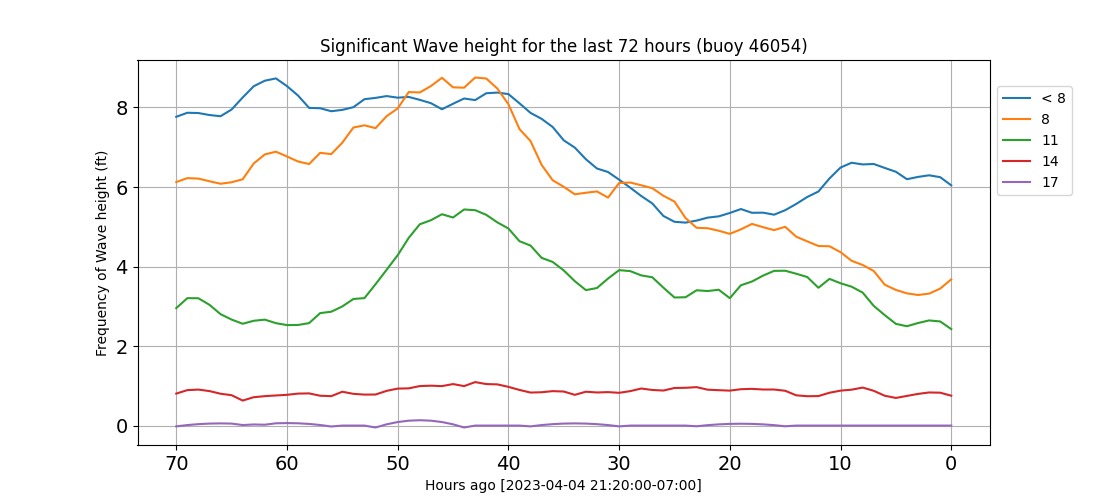 Significant Wave height for the last 72 hours (buoy 46054)
Frequency of Wave height (ft)
8
6
4
2
0
70 60 50 40 30 20 10 0
Hours ago [2023-04-04 21:20:00-07:00]
< 8
8
11
14
17